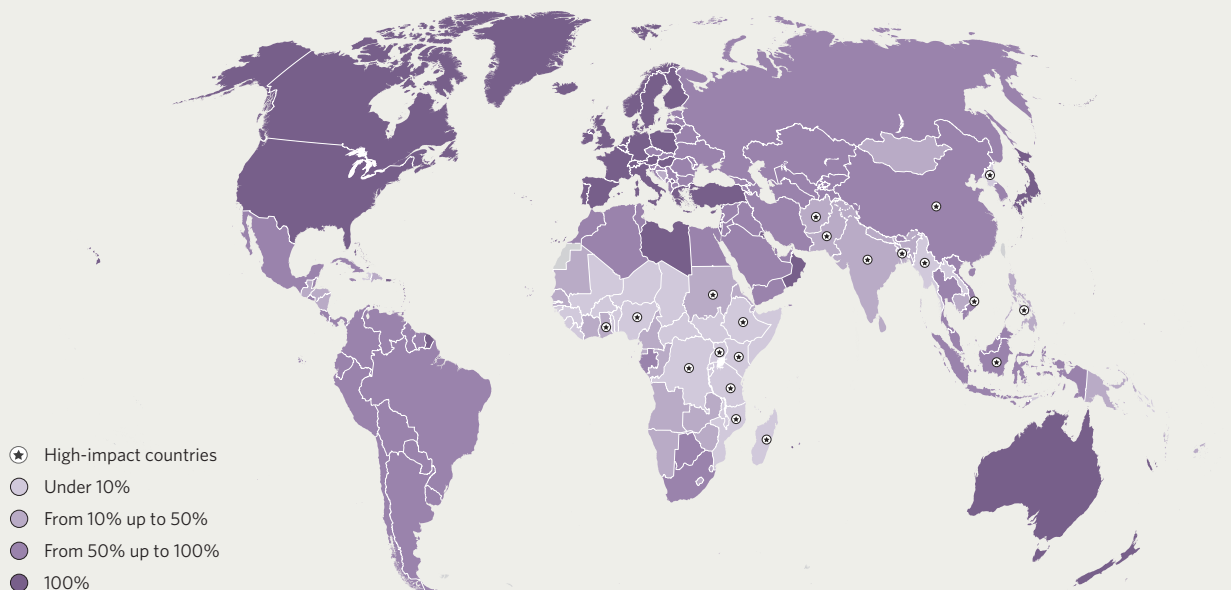 High-impact countries
Under 10%
From 10% up to 50%
From 50% up to 100%
100%